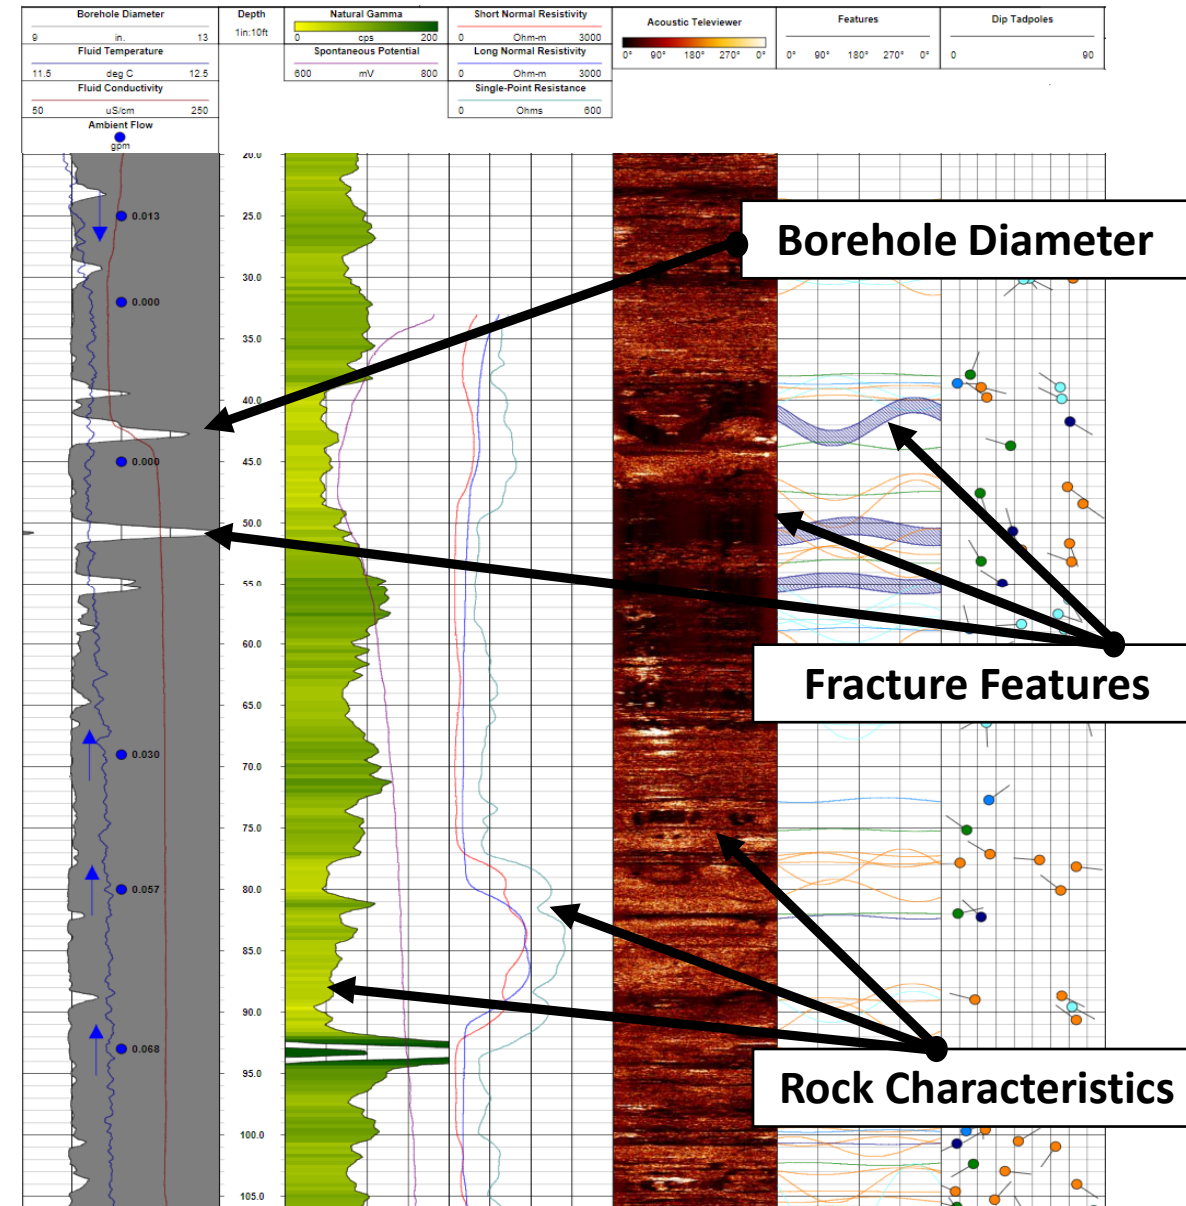 Borehole Diameter
9 in. 13
Fluid Temperature
11.5 deg C 12.5
Fluid Conductivity
50 uS/cm 250
Ambient Flow
gpm
Depth
1in:10ft
Natural Gamma
0 cps 200
Spontaneous Potential
600 mV 800
Short Normal Resistivity
0 Ohm-m 3000
Long Normal Resistivity
0 Ohm-m 3000
Single-Point Resistance
0 Ohms 600
Acoustic Televiewer
0° 90° 180° 270° 0°
Features
0° 90° 180° 270° 0°
Dip Tadpoles
0 90
20.0
0.013 25.0
Borehole Diameter
0.000 30.0
35.0
40.0
0.000 45.0
50.0
55.0
60.0
Fracture Features
65.0
0.030
70.0
75.0
0.057 80.0
85.0
90.0
0.068
Rock Characteristics
95.0
100.0
105.0